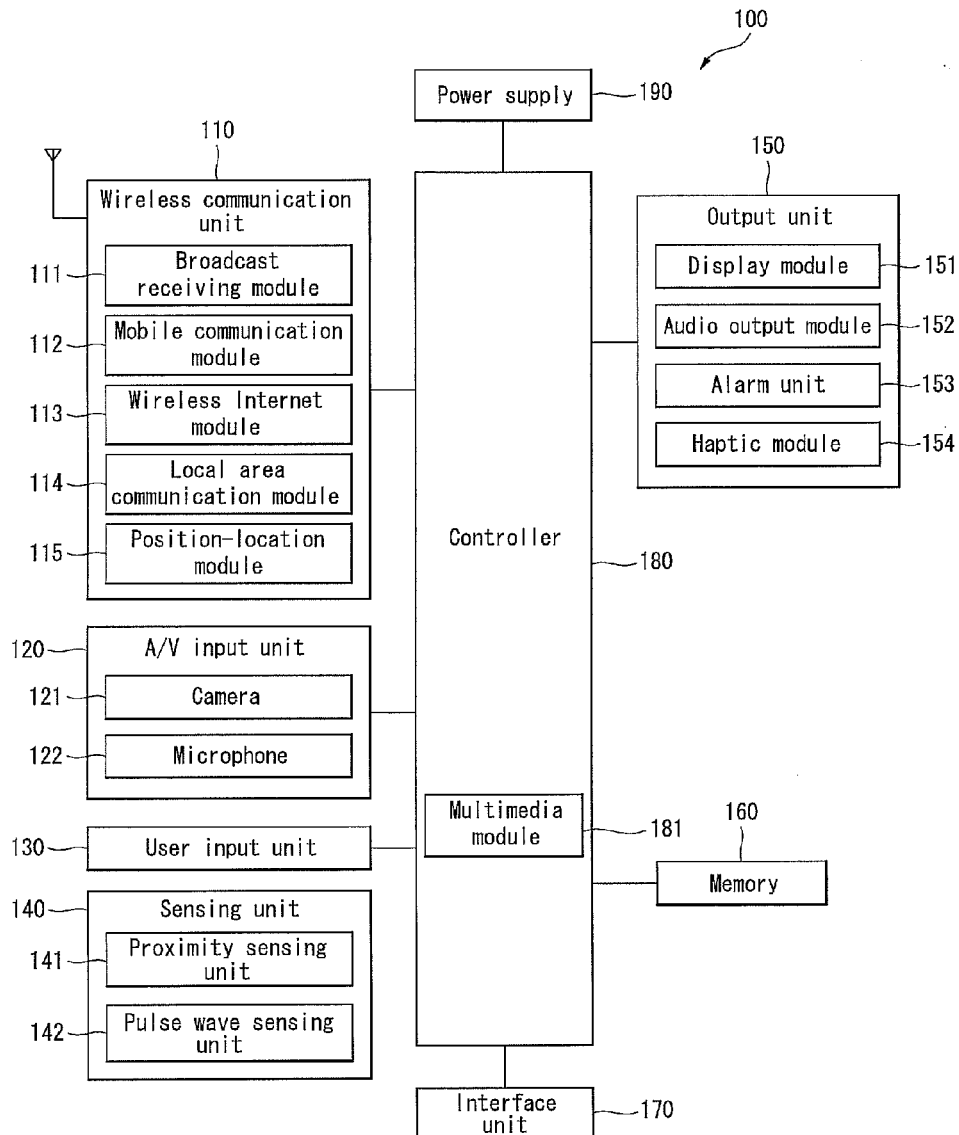 100
Power supply
190
110
Wireless communication
unit
111
Broadcast
receiving module
112
Mobile communication
module
113
Wireless Internet
module
114
Local area
communication module
115
Position-location
module
120
A/V input unit
121
Camera
122
Microphone
130
User input unit
140
Sensing unit
141
Proximity sensing
unit
142
Pulse wave sensing
unit
Controller
180
Multimedia
module
181
150
Output unit
Display module
151
Audio output module
152
Alarm unit
153
Haptic module
154
160
Memory
Interface
unit
170